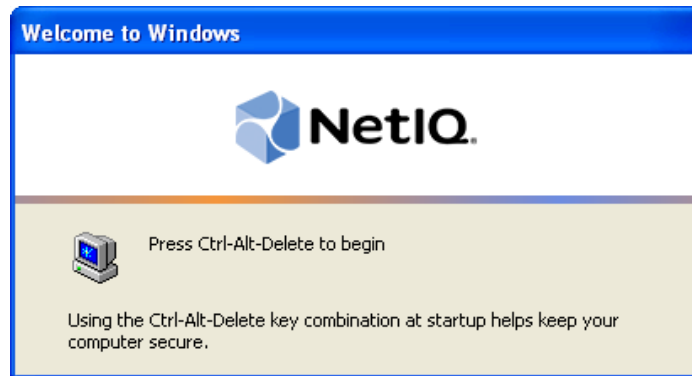 Welcome to Windows
NetIQ.
Press Ctrl-Alt-Delete to begin
Using the Ctrl-Alt-Delete key combination at startup helps keep your
computer secure.